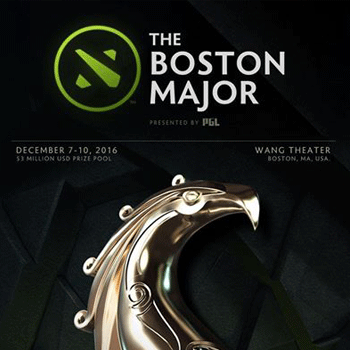 THE
BOSTON
MAJOR
PRESENTED BY PGL
DECEMBER 7-10, 2016
$3 MILLION USD PRIZE POOL
WANG THEATER
BOSTON, MA, USA.